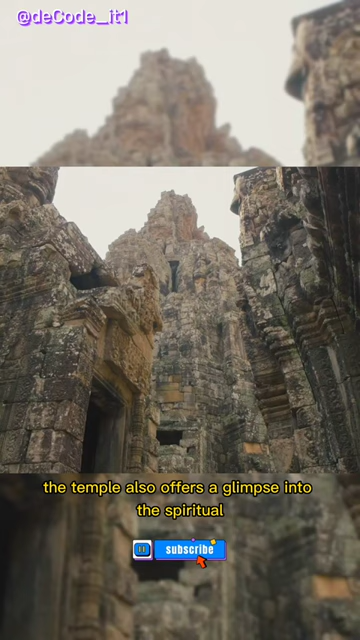 @deCode_it1
the temple also offers a glimpse into
the spiritual
subscribe